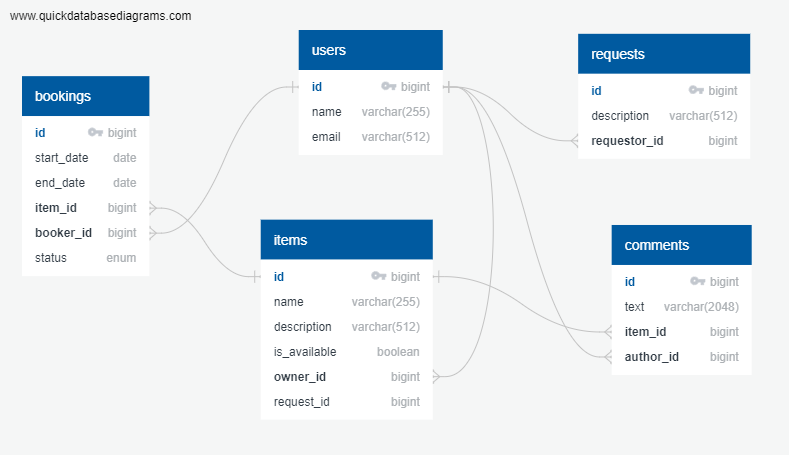 www.quickdatabasediagrams.com
bookings
id bigint
start_date date
end_date date
item_id bigint
booker_id bigint
status enum
users
id bigint
name varchar(255)
email varchar(512)
items
id bigint
name varchar(255)
description varchar(512)
is_available boolean
owner_id bigint
request_id bigint
requests
id bigint
description varchar(512)
requestor_id bigint
comments
id bigint
text varchar(2048)
item_id bigint
author_id bigint